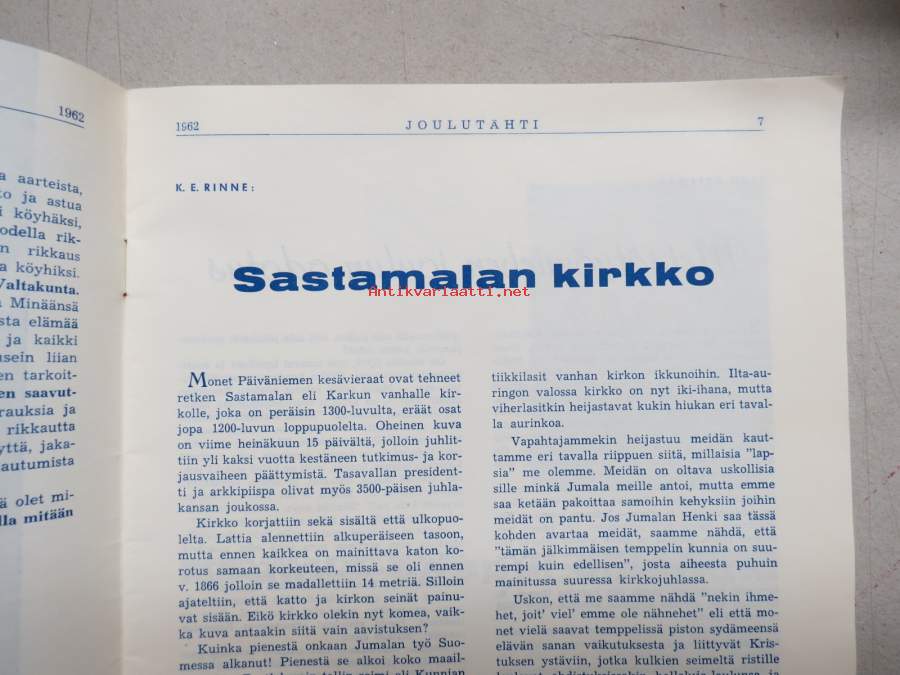 1962
a aarteista,
to ja astua
i köyhäksi,
odella rik-
n rikkaus
a köyhiksi.
Valtakunta.
Minäänsä
sta elämää
ja kaikki
sein liian
en tarkoit-
en saavut-
rauksia ja
rikkautta
yttä, jaka-
autumista
ä olet mi-
lla mitään
1962 JOULUTÄHTI 7
K. E. RINNE:
Sastamalan kirkko
Antikvariaatti.net
Monet Päiväniemen kesävieraat ovat tehneet
retken Sastamalan eli Karkun vanhalle kir-
kolle, joka on peräisin 1300-luvulta, eräät osat
jopa 1200-luvun loppupuolelta. Oheinen kuva
on viime heinäkuun 15 päivältä, jolloin juhlit-
tiin yli kaksi vuotta kestäneen tutkimus- ja kor-
jausvaiheen päättymistä. Tasavallan president-
ti ja arkkipiispa olivat myös 3500-päisen juhla-
kansan joukossa.
Kirkko korjattiin sekä sisältä että ulkopuo-
lelta. Lattia alennettiin alkuperäiseen tasoon,
mutta ennen kaikkea on mainittava katon ko-
rotus samaan korkeuteen, missä se oli ennen
v. 1866 jolloin se madallettiin 14 metriä. Silloin
ajateltiin, että katto ja kirkon seinät painu-
vat sisään. Eikö kirkko olekin nyt komea, vaik-
ka kuva antaakin siitä vain aavistuksen?
Kuinka pienestä onkaan Jumalan työ Suo-
messa alkanut! Pienestä se alkoi koko maail-
tiikkilasit vanhan kirkon ikkunoihin. Ilta-au-
ringon valossa kirkko on nyt iki-ihana, mutta
viherlasitkin heijastavat kukin hiukan eri taval-
la aurinkoa.
Vapahtajammekin heijastuu meidän kaut-
tamme eri tavalla riippuen siitä, millaisia "lap-
sia" me olemme. Meidän on oltava uskollisia
sille minkä Jumala meille antoi, mutta emme
saa ketään pakoittaa samoihin kehyksiin joihin
meidät on pantu. Jos Jumalan Henki saa tässä
kohden avartaa meidät, saamme nähdä, että
"tämän jälkimmäisen temppelin kunnia on suu-
rempi kuin edellisen", josta aiheesta puhuin
mainitussa suuressa kirkkojuhlassa.
Uskon, että me saamme nähdä "nekin ihme-
het, joit' viel' emme ole nähnehet" eli että mo-
net vielä saavat temppelissä piston sydämeensä
elävän sanan vaikutuksesta ja liittyvät Kris-
tuksen ystäviin, jotka kulkien seimeltä ristille